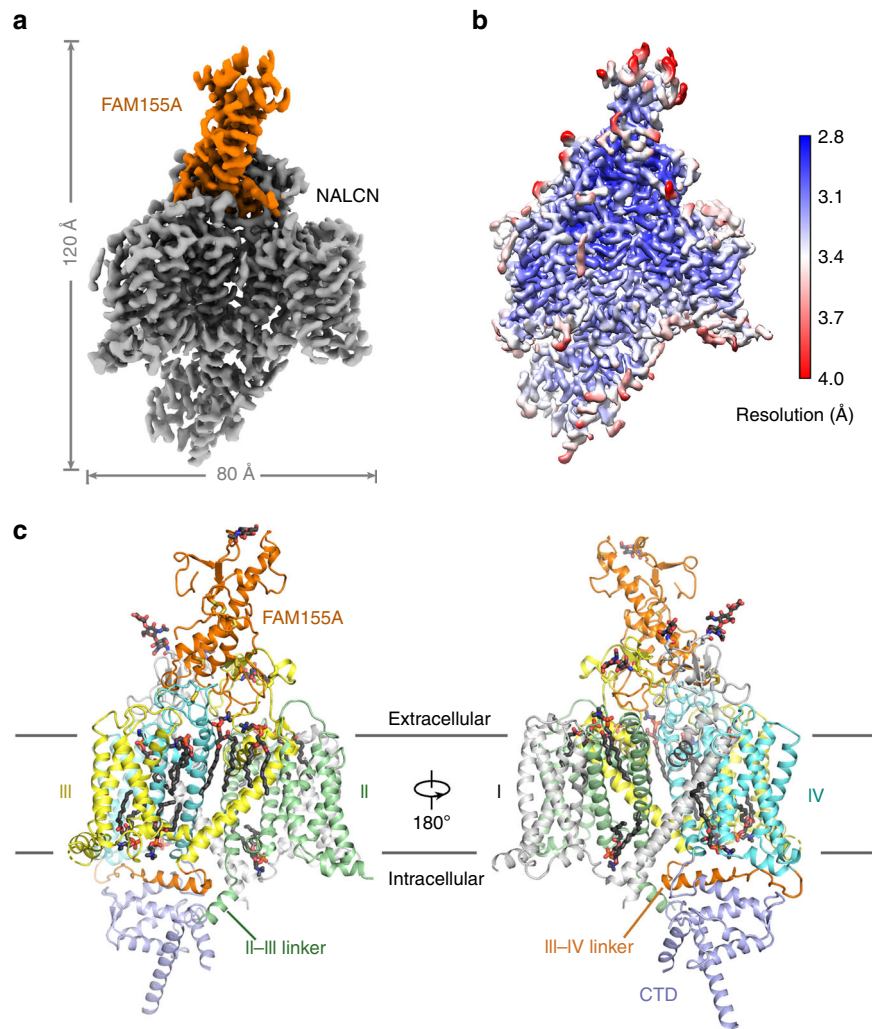 a
FAM155A
NALCN
120 Å
80 Å
b
2.8
3.1
3.4
3.7
4.0
Resolution (Å)
c
FAM155A
Extracellular
III
II
I
IV
180°
Intracellular
II–III linker
III–IV linker
CTD